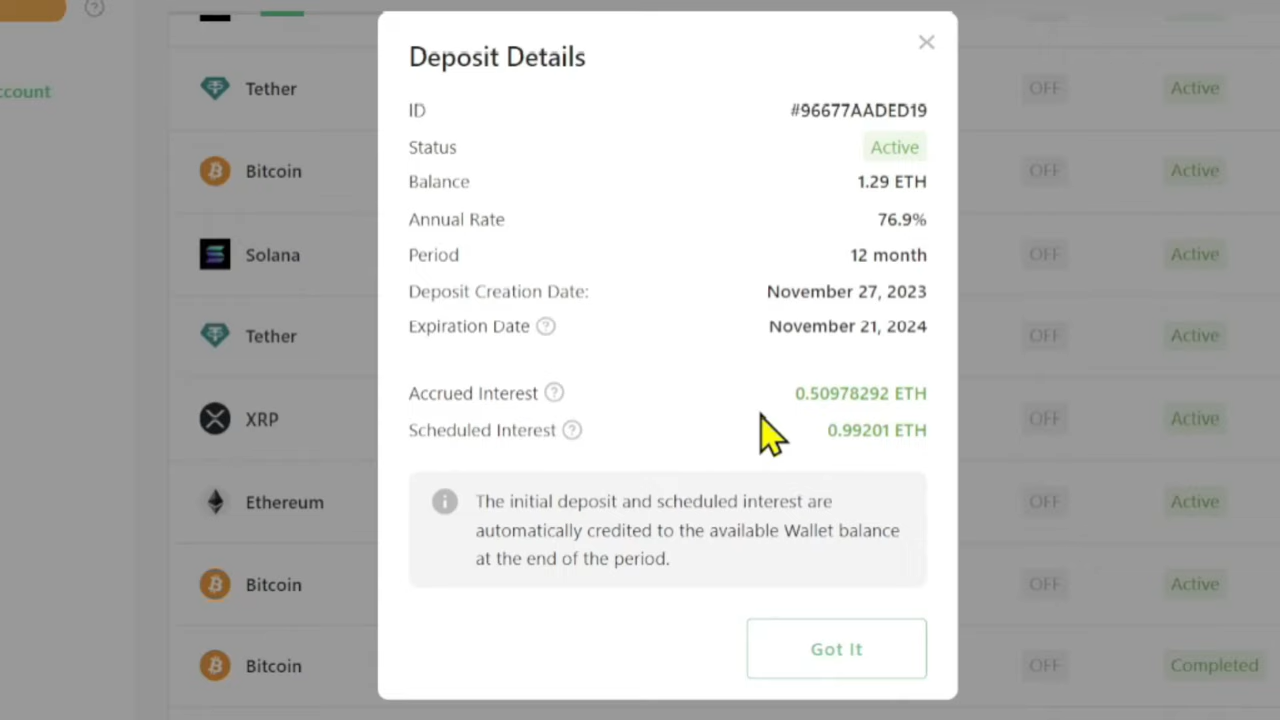 Deposit Details
ID #96677AADED19
Status Active
Balance 1.29 ETH
Annual Rate 76.9%
Period 12 month
Deposit Creation Date: November 27, 2023
Expiration Date ? November 21, 2024
Accrued Interest ? 0.50978292 ETH
Scheduled Interest ? 0.99201 ETH
i The initial deposit and scheduled interest are
automatically credited to the available Wallet balance
at the end of the period.
Got It
?
ccount
Tether OFF Active
Bitcoin OFF Active
Solana OFF Active
Tether OFF Active
XRP OFF Active
Ethereum OFF Active
Bitcoin OFF Active
Bitcoin OFF Completed